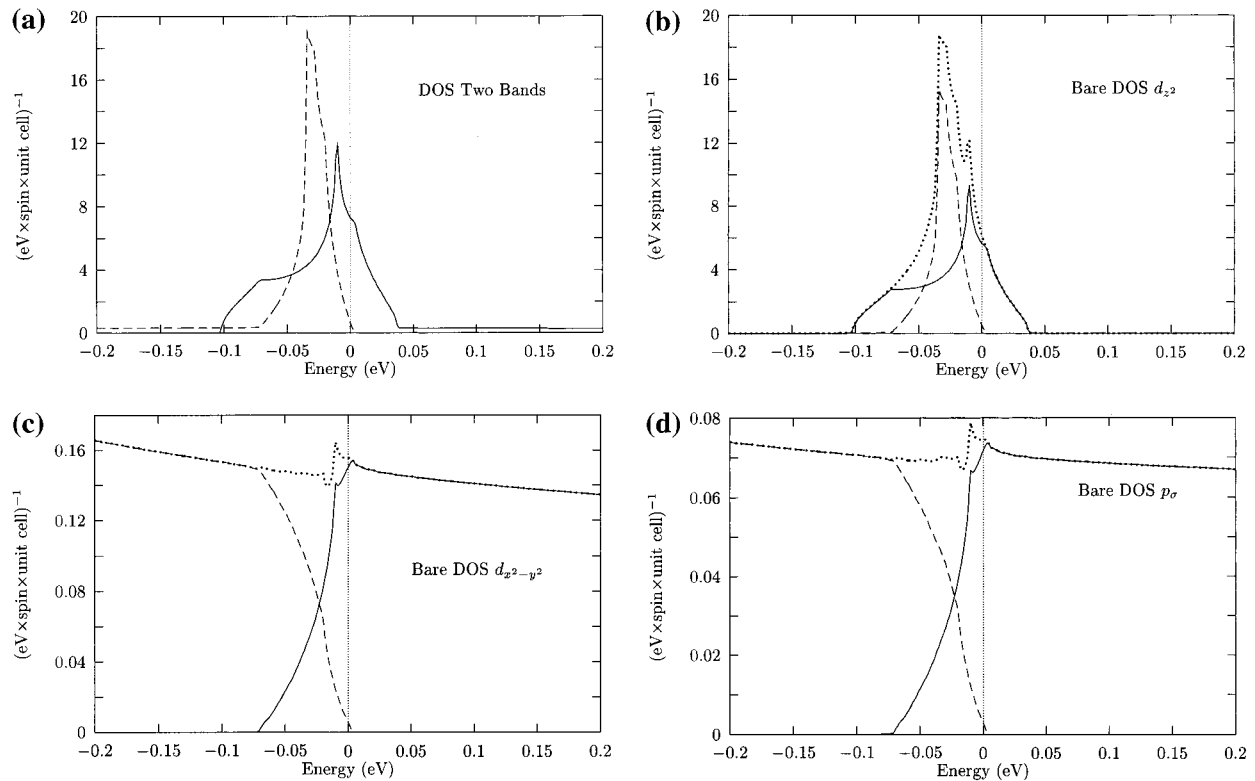 (a)
20
16
12
8
4
0
(eV×spin×unit cell)⁻¹
DOS Two Bands
−0.2 −0.15 −0.1 −0.05 0 0.05 0.1 0.15 0.2
Energy (eV)
(b)
20
16
12
8
4
0
(eV×spin×unit cell)⁻¹
Bare DOS d_{z²}
−0.2 −0.15 −0.1 −0.05 0 0.05 0.1 0.15 0.2
Energy (eV)
(c)
0.16
0.12
0.08
0.04
0
(eV×spin×unit cell)⁻¹
Bare DOS d_{x²−y²}
−0.2 −0.15 −0.1 −0.05 0 0.05 0.1 0.15 0.2
Energy (eV)
(d)
0.08
0.06
0.04
0.02
0.00
(eV×spin×unit cell)⁻¹
Bare DOS p_σ
−0.2 −0.15 −0.1 −0.05 0 0.05 0.1 0.15 0.2
Energy (eV)